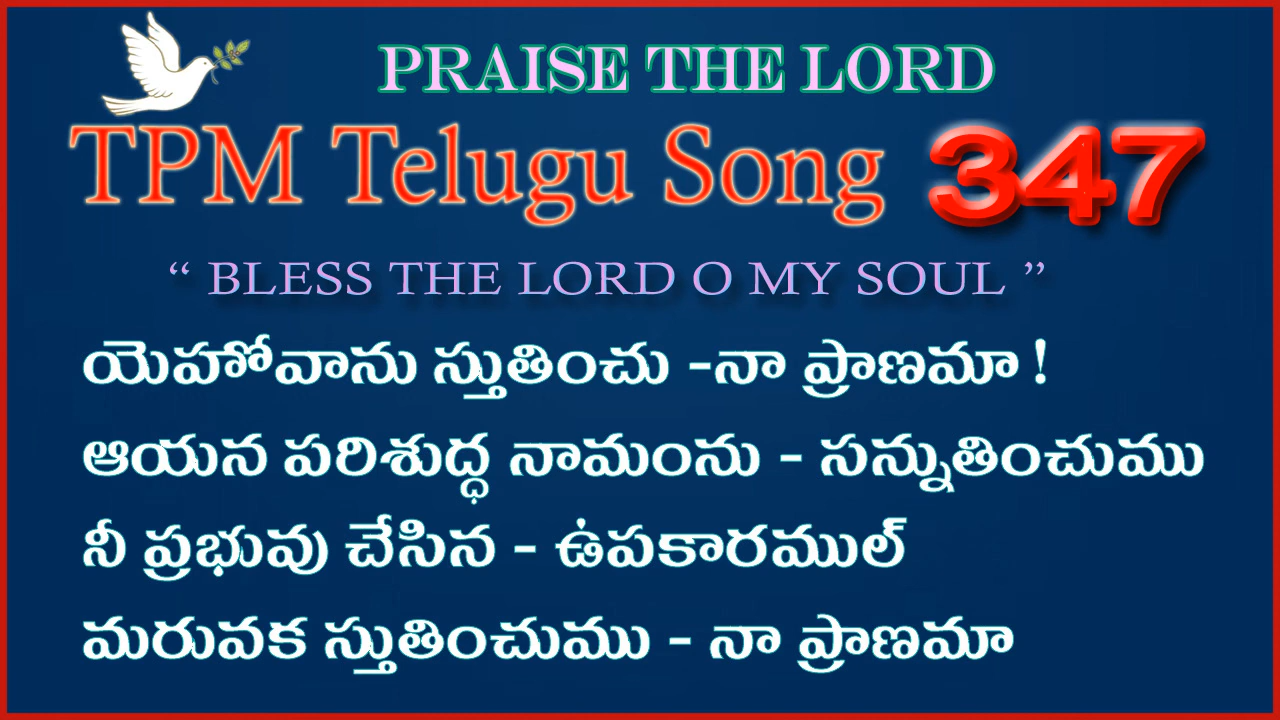 PRAISE THE LORD
TPM Telugu Song 347
“ BLESS THE LORD O MY SOUL ”
యెహోవాను స్తుతించు -నా ప్రాణమా !
ఆయన పరిశుద్ధ నామంను - సన్నుతించుము
నీ ప్రభువు చేసిన - ఉపకారముల్
మరువక స్తుతించుము - నా ప్రాణమా